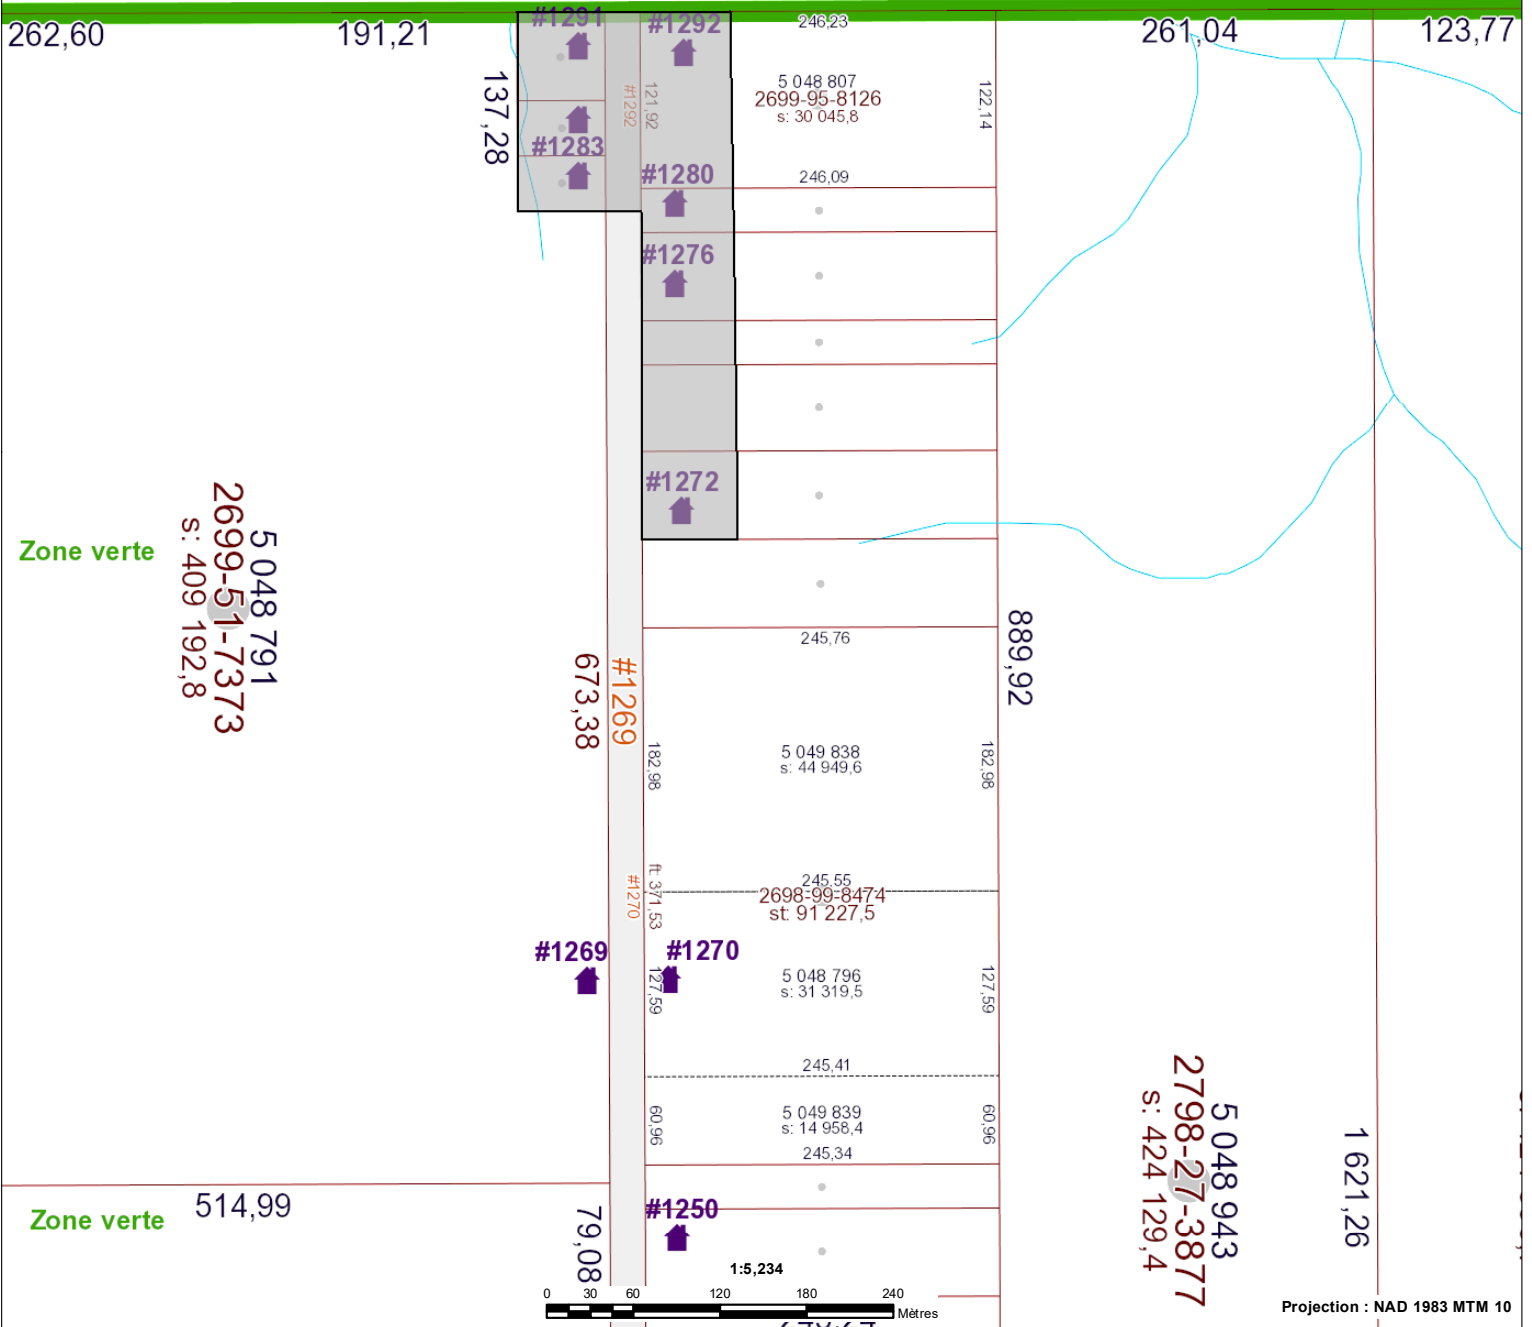 262,60
191,21
#1291
#1292
246,23
261,04
123,77
137,28
#1292
121,92
5 048 807
2699-95-8126
s: 30 045,8
122,14
#1283
#1280
246,09
#1276
#1272
Zone verte
5 048 791
2699-51-7373
s: 409 192,8
673,38
#1269
245,76
889,92
182,98
5 049 838
s: 44 949,6
182,98
ft: 371,53
#1270
245,55
2698-99-8474
st: 91 227,5
#1269
#1270
127,59
5 048 796
s: 31 319,5
127,59
245,41
60,96
5 049 839
s: 14 958,4
60,96
245,34
5 048 943
2798-27-3877
s: 424 129,4
1 621,26
514,99
Zone verte
79,08
#1250
1:5,234
0 30 60 120 180 240
Mètres
Projection : NAD 1983 MTM 10